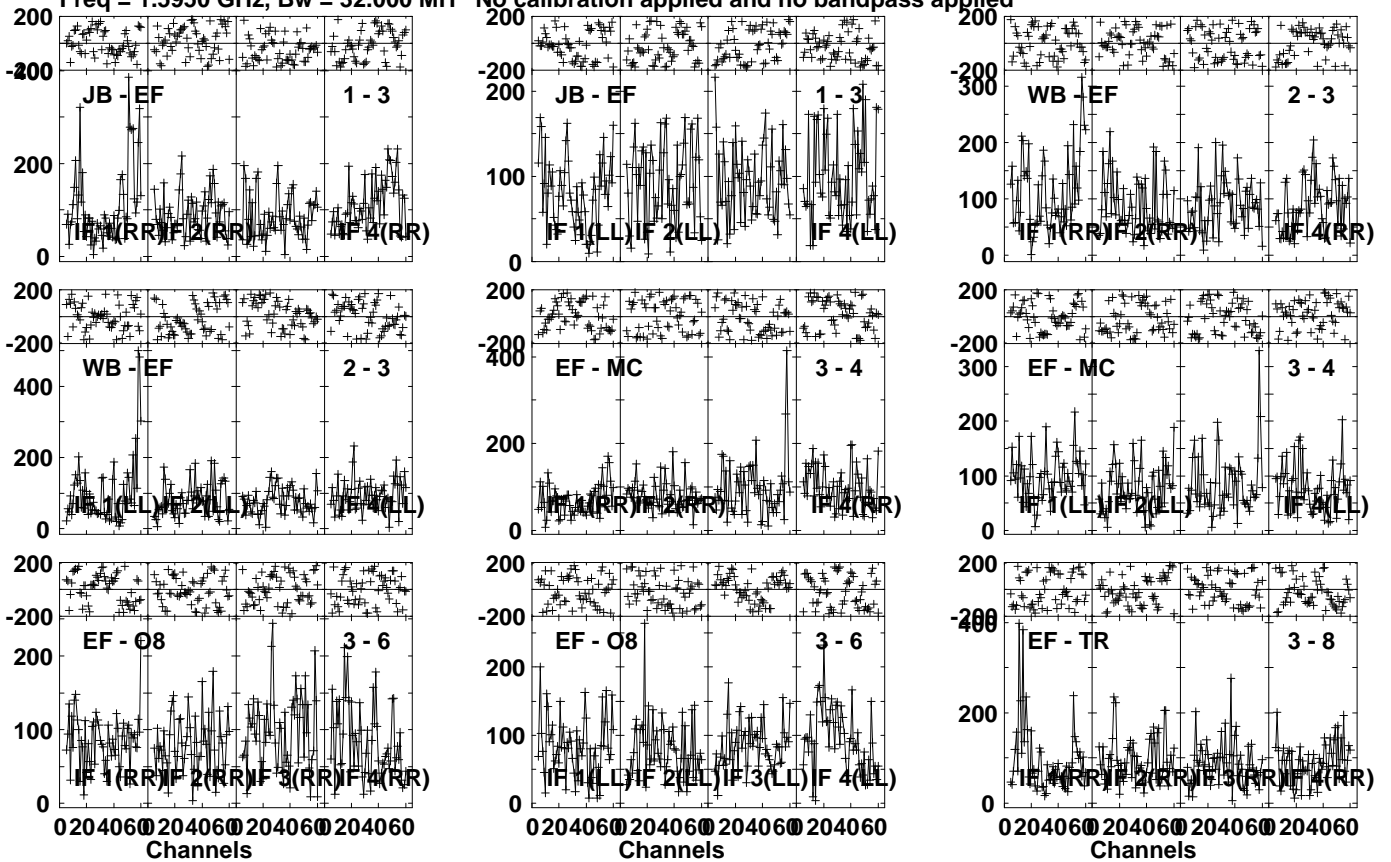 Freq = 1.5950 GHz, Bw = 32.000 MH No calibration applied and no bandpass applied
200
-200
400
200
0
JB - EF
1 - 3
IF 1(RR)
IF 2(RR)
IF 4(RR)
200
-200
200
100
0
JB - EF
1 - 3
IF 1(LL)
IF 2(LL)
IF 4(LL)
200
-200
300
200
100
0
WB - EF
2 - 3
IF 1(RR)
IF 2(RR)
IF 4(RR)
200
-200
400
200
0
WB - EF
2 - 3
IF 1(LL)
IF 2(LL)
IF 4(LL)
200
-200
400
200
0
EF - MC
3 - 4
IF 1(RR)
IF 2(RR)
IF 4(RR)
200
-200
300
200
100
0
EF - MC
3 - 4
IF 1(LL)
IF 2(LL)
IF 4(LL)
200
-200
200
100
0
EF - O8
3 - 6
IF 1(RR)
IF 2(RR)
IF 3(RR)
IF 4(RR)
0 20 40 60 0 20 40 60 0 20 40 60 0 20 40 60
Channels
200
-200
200
100
0
EF - O8
3 - 6
IF 1(LL)
IF 2(LL)
IF 3(LL)
IF 4(LL)
0 20 40 60 0 20 40 60 0 20 40 60 0 20 40 60
Channels
200
-200
400
200
0
EF - TR
3 - 8
IF 1(RR)
IF 2(RR)
IF 3(RR)
IF 4(RR)
0 20 40 60 0 20 40 60 0 20 40 60 0 20 40 60
Channels